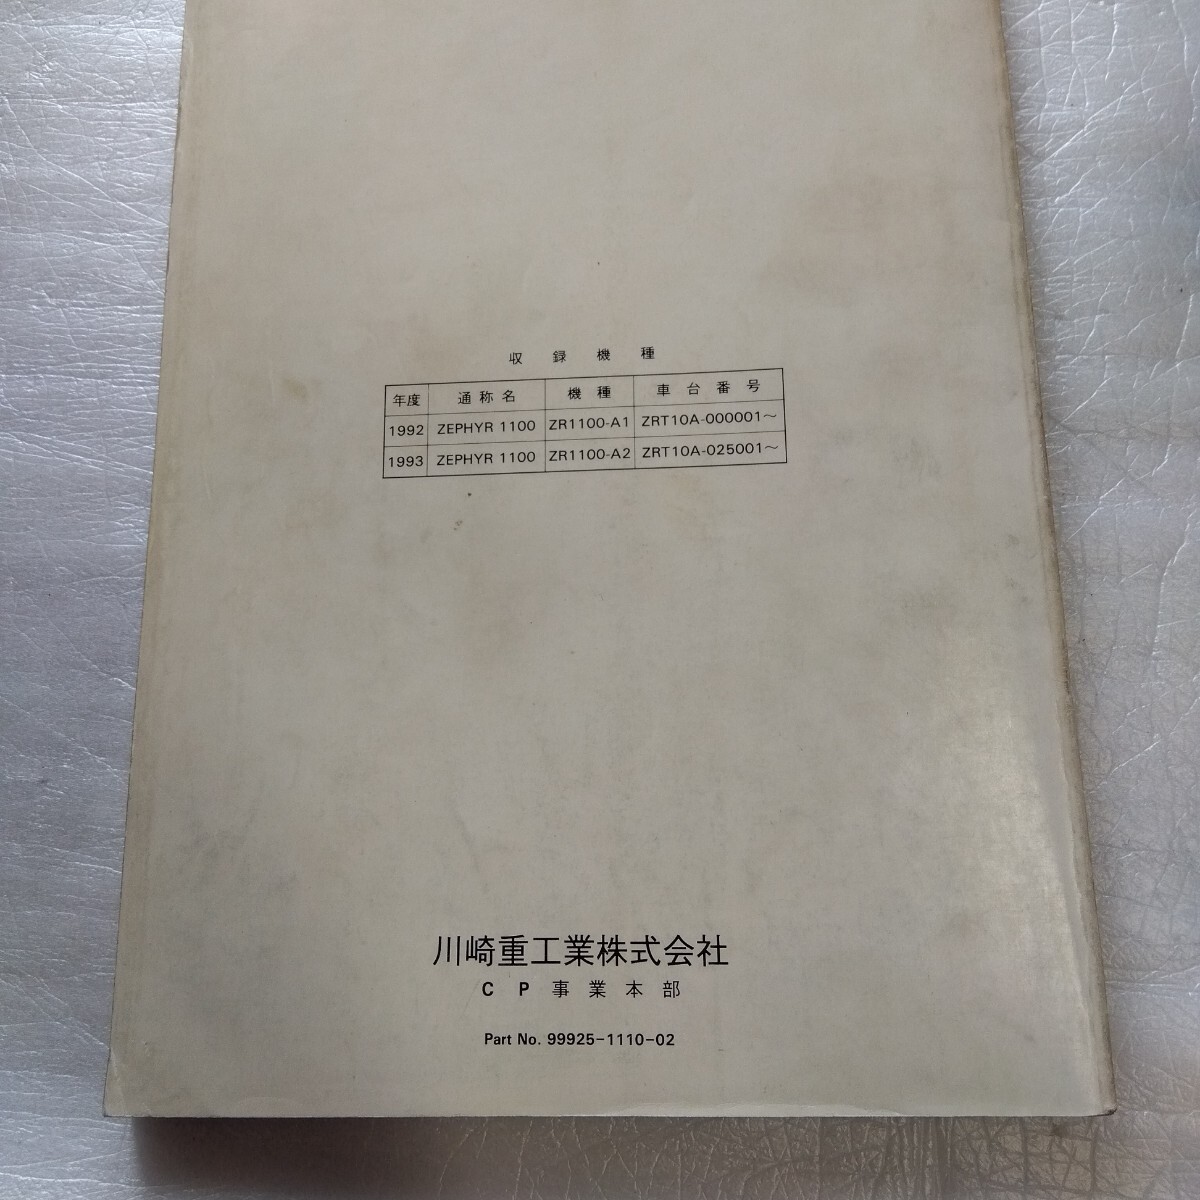 収録機種
年度 通称名 機種 車台番号
1992 ZEPHYR 1100 ZR1100-A1 ZRT10A-000001～
1993 ZEPHYR 1100 ZR1100-A2 ZRT10A-025001～
川崎重工業株式会社
CP事業本部
Part No. 99925-1110-02